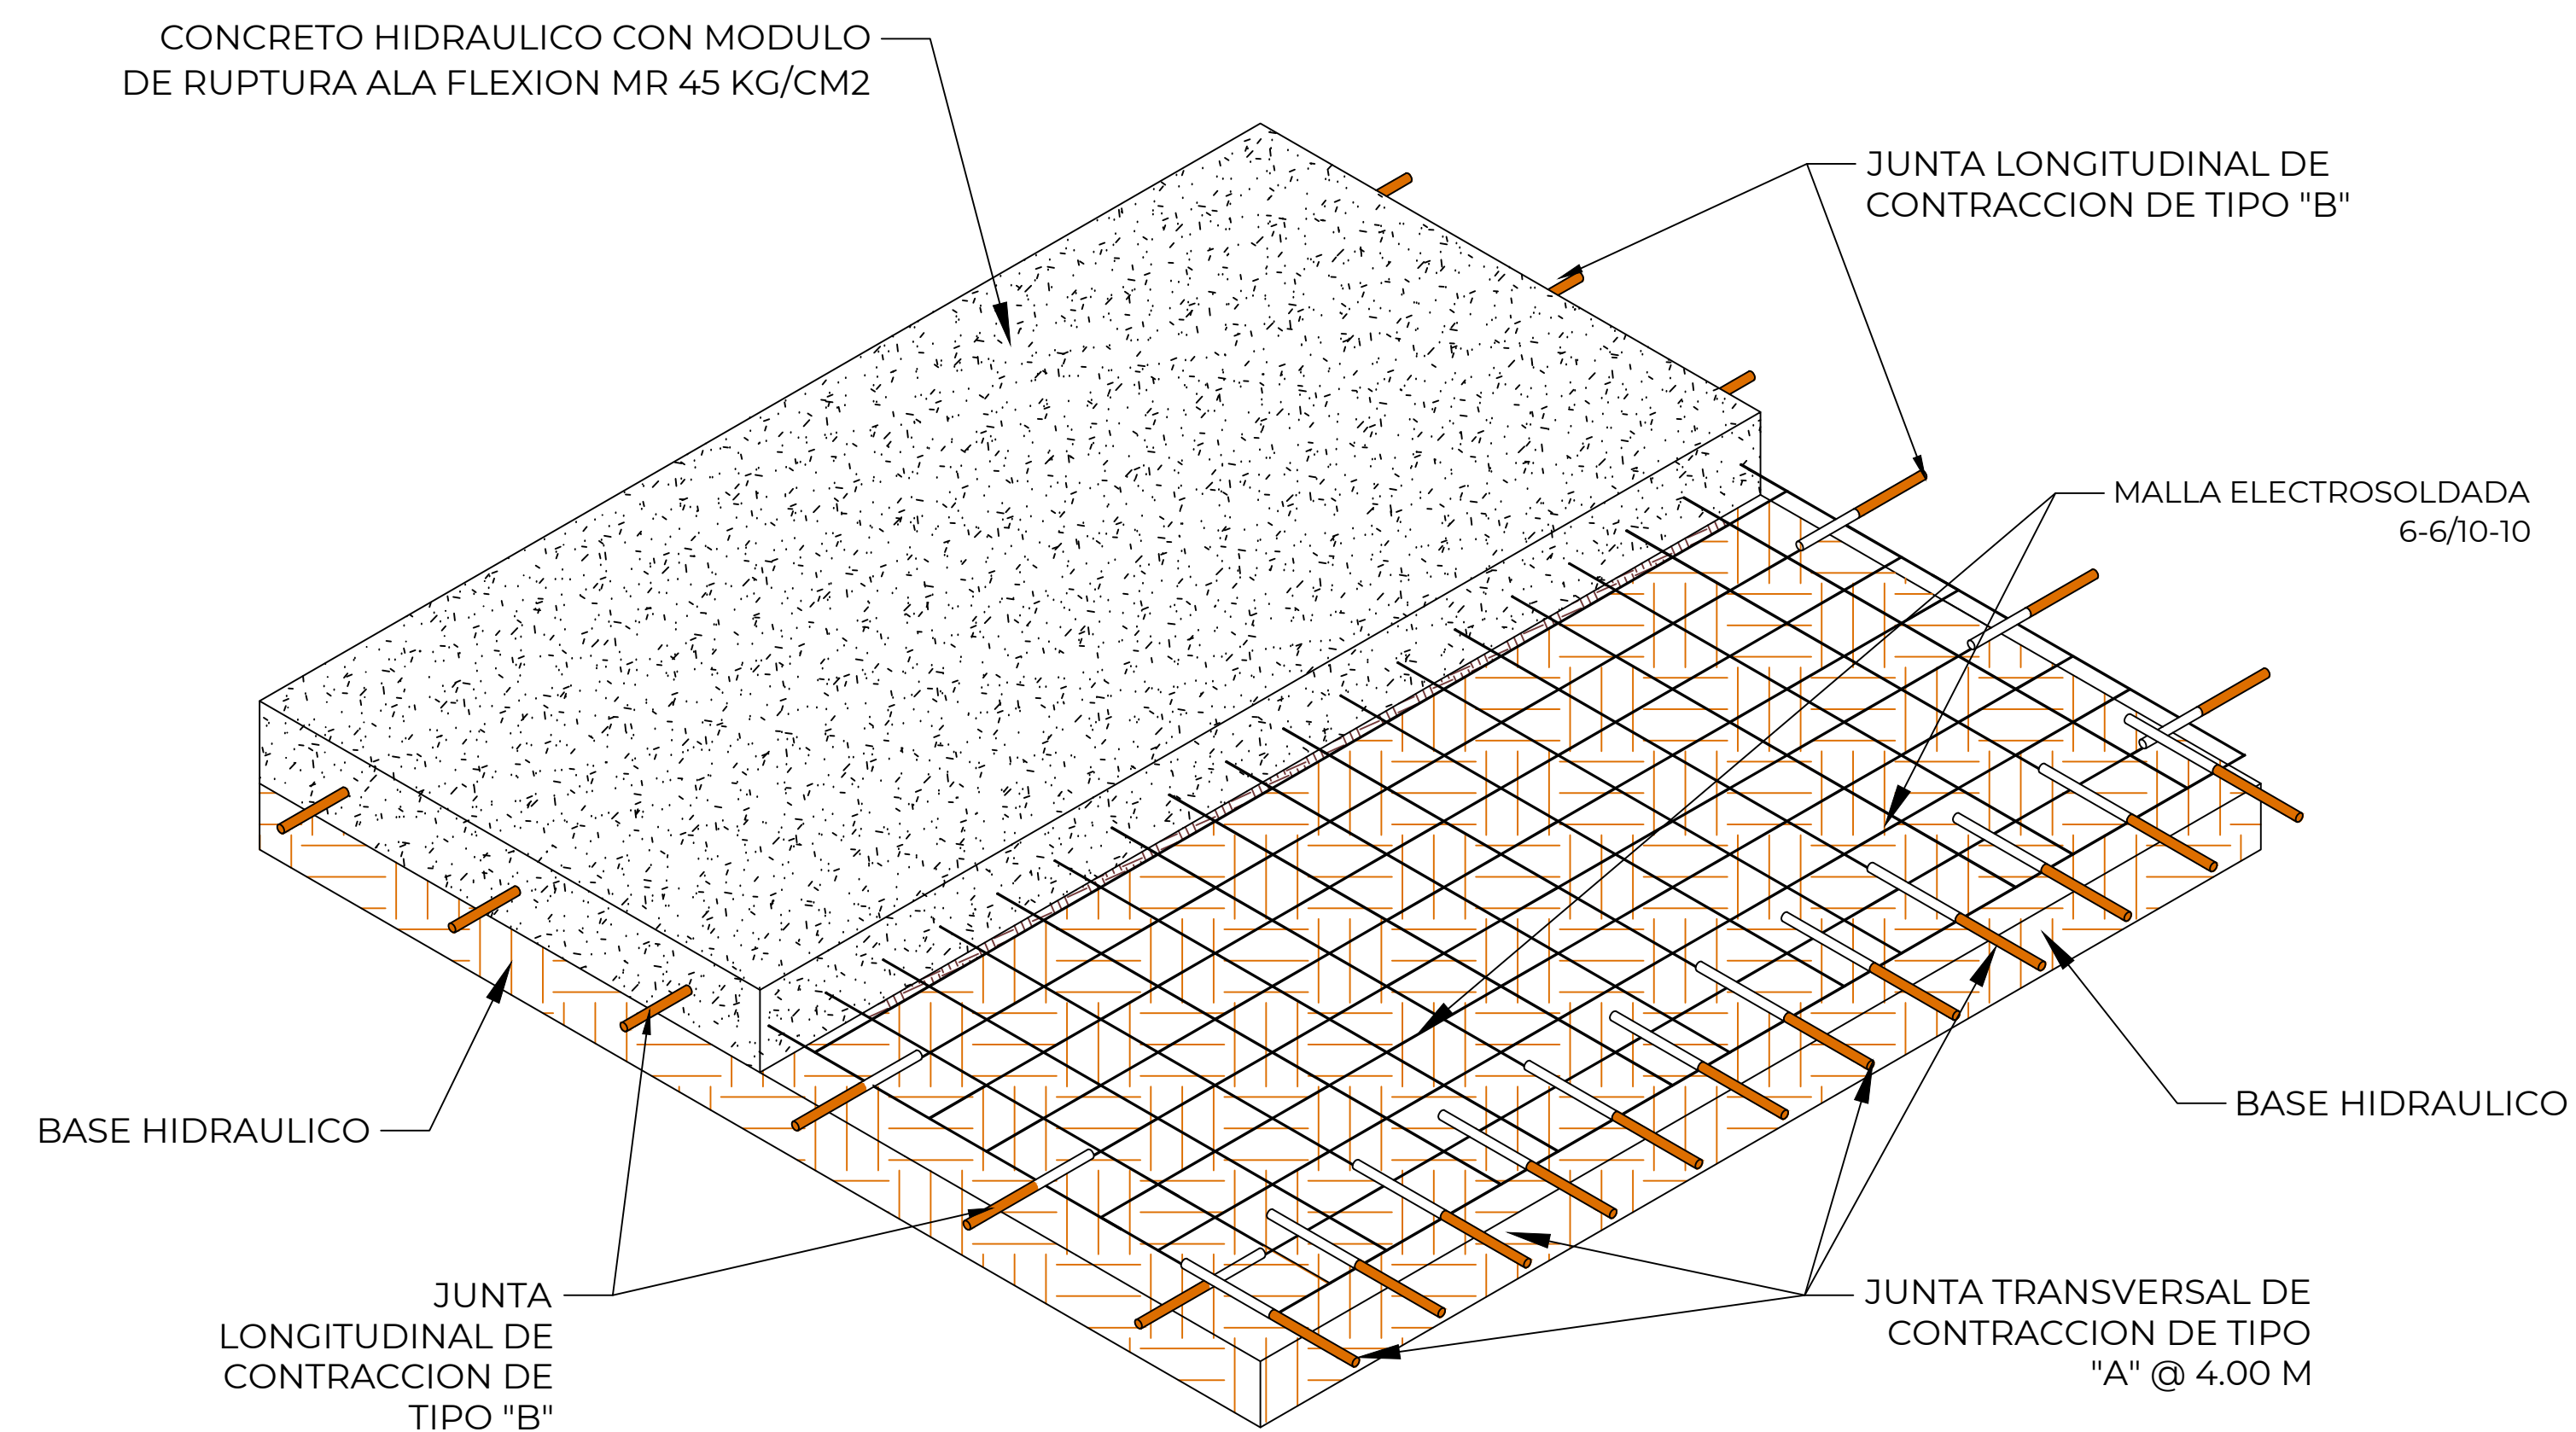 CONCRETO HIDRAULICO CON MODULO
DE RUPTURA ALA FLEXION MR 45 KG/CM2
JUNTA LONGITUDINAL DE
CONTRACCION DE TIPO "B"
MALLA ELECTROSOLDADA
6-6/10-10
BASE HIDRAULICO
BASE HIDRAULICO
JUNTA
LONGITUDINAL DE
CONTRACCION DE
TIPO "B"
JUNTA TRANSVERSAL DE
CONTRACCION DE TIPO
"A" @ 4.00 M